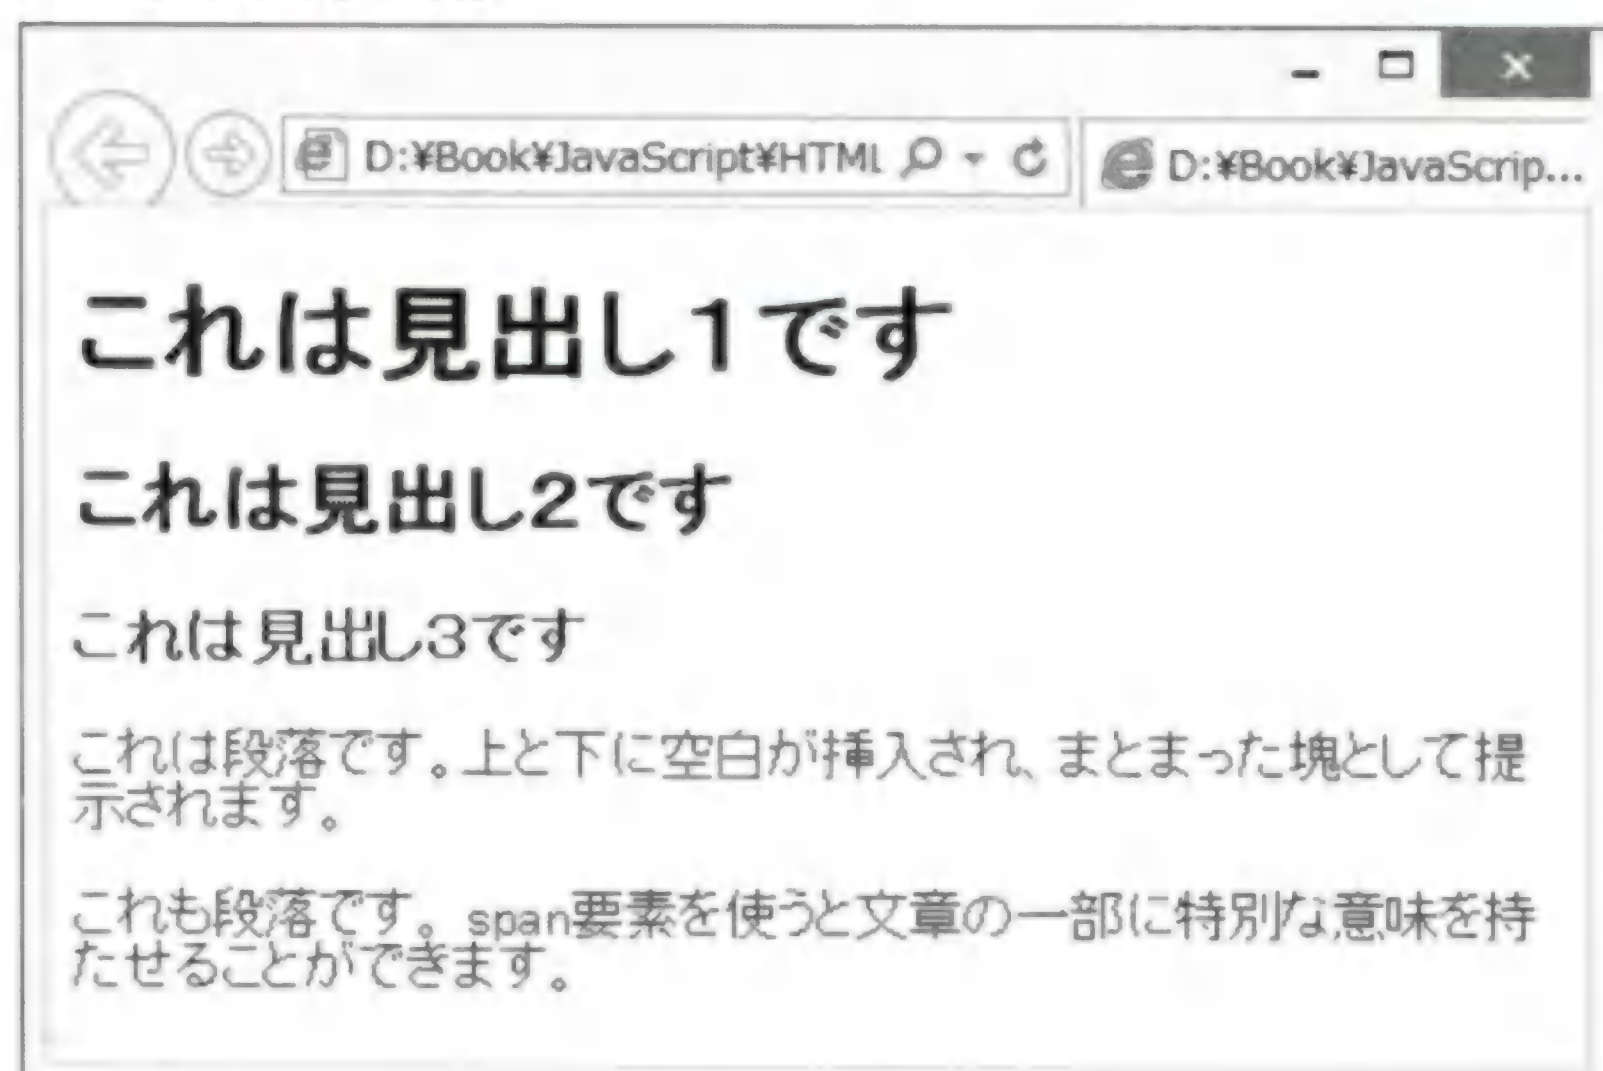 D:¥Book¥JavaScript¥HTML
D:¥Book¥JavaScrip...
これは見出し1です
これは見出し2です
これは見出し3です
これは段落です。上と下に空白が挿入され、まとまった塊として提
示されます。
これも段落です。span要素を使うと文章の一部に特別な意味を持
たせることができます。